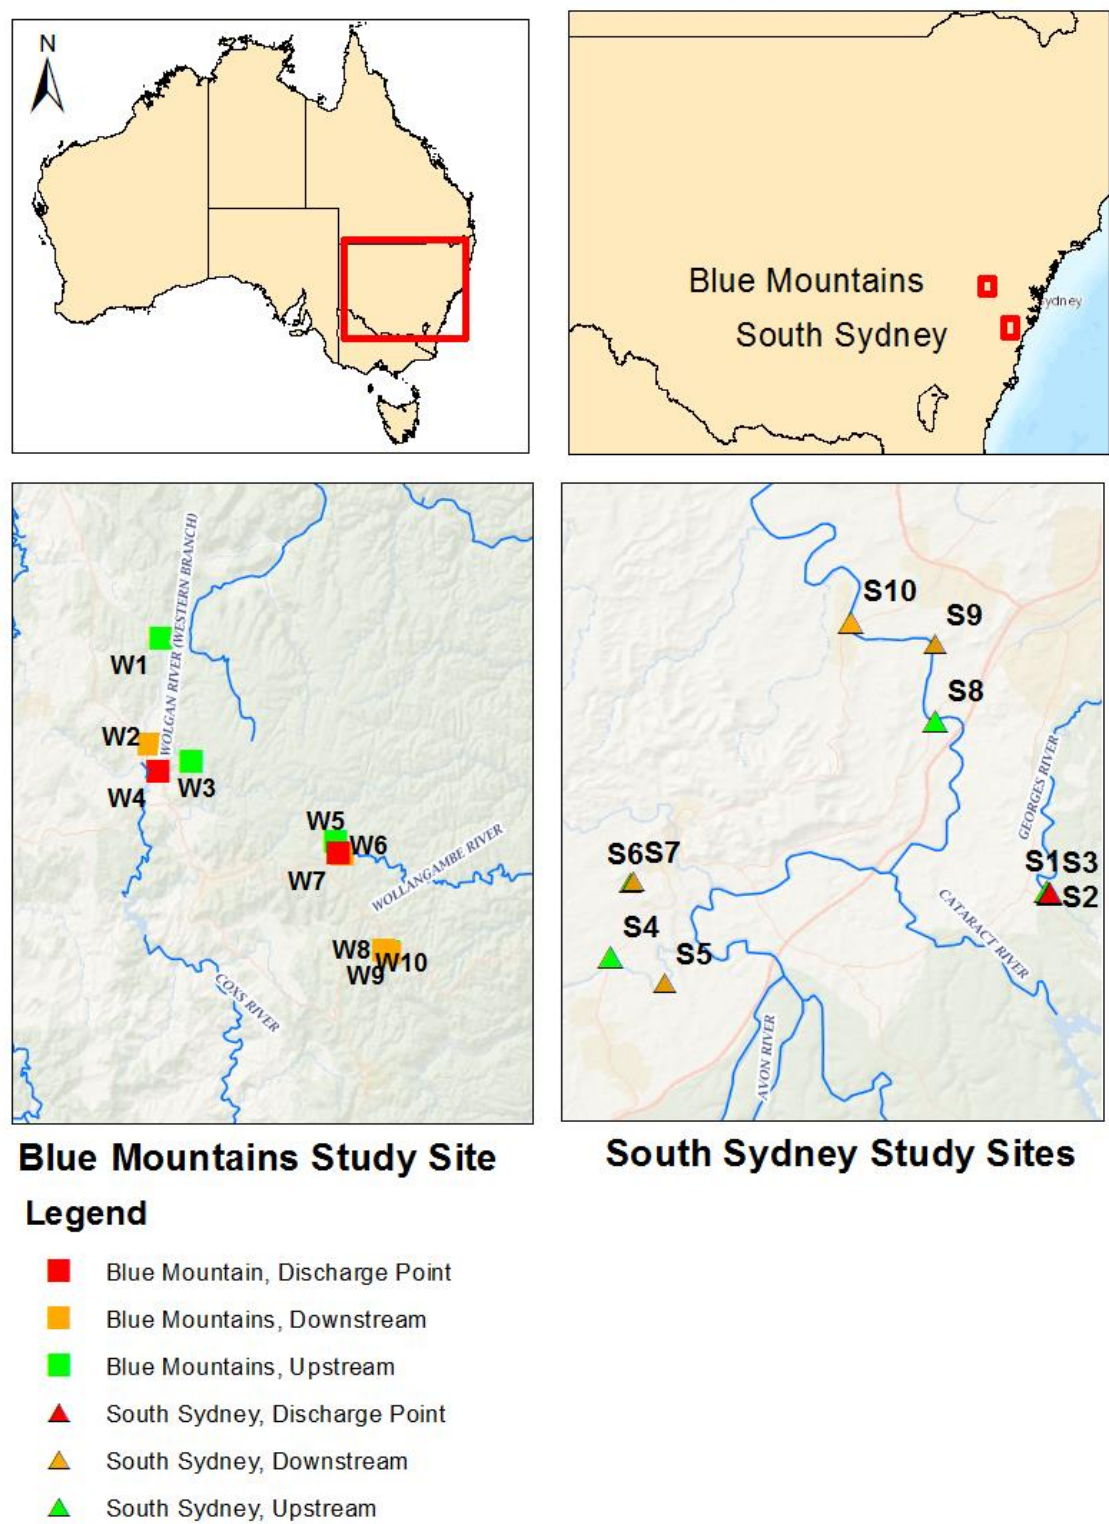 N
Blue Mountains
South Sydney
sydney
WOLGAN RIVER (WESTERN BRANCH)
W1
W2
W3
W4
W5
W6
W7
WOLLANGAMBE RIVER
W8
W10
W9
COXS RIVER
S10
S9
S8
GEORGES RIVER
S6S7
S1S3
S2
S4
S5
CATARACT RIVER
AVON RIVER
Blue Mountains Study Site
South Sydney Study Sites
Legend
Blue Mountain, Discharge Point
Blue Mountains, Downstream
Blue Mountains, Upstream
South Sydney, Discharge Point
South Sydney, Downstream
South Sydney, Upstream